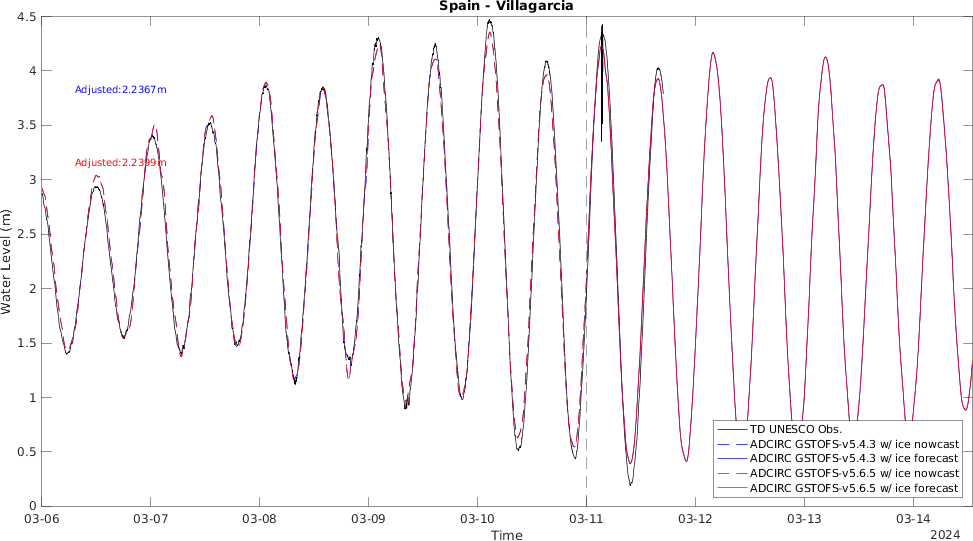 Spain - Villagarcia
4.5
4
3.5
3
2.5
2
1.5
1
0.5
0
Water Level (m)
Adjusted:2.2367m
Adjusted:2.2399m
TD UNESCO Obs.
ADCIRC GSTOFS-v5.4.3 w/ ice nowcast
ADCIRC GSTOFS-v5.4.3 w/ ice forecast
ADCIRC GSTOFS-v5.6.5 w/ ice nowcast
ADCIRC GSTOFS-v5.6.5 w/ ice forecast
03-06 03-07 03-08 03-09 03-10 03-11 03-12 03-13 03-14
Time
2024